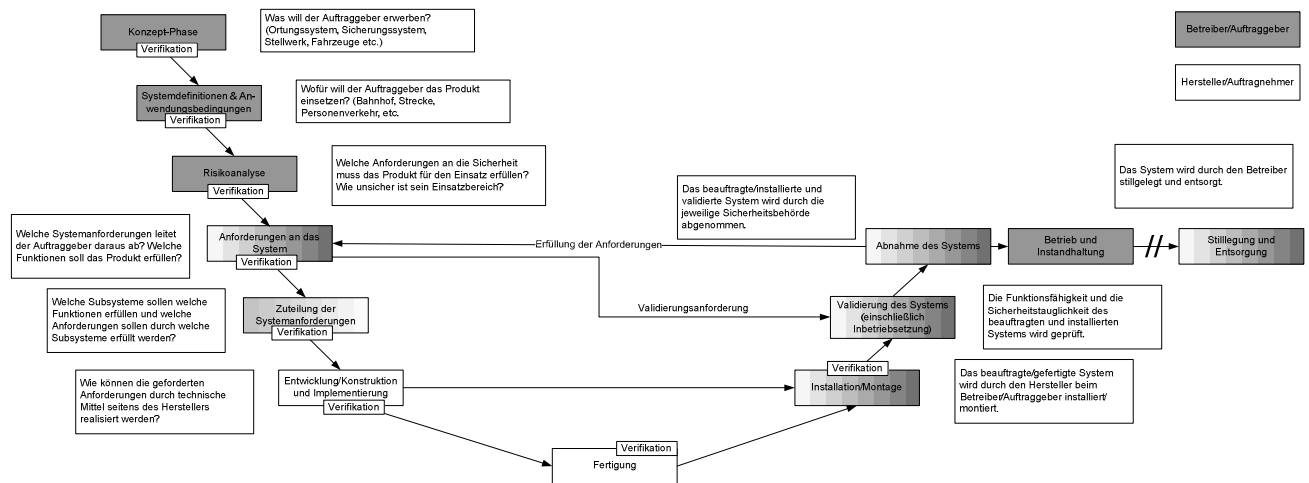 Konzept-Phase
Verifikation
Was will der Auftraggeber erwerben?
(Ortungssystem, Sicherungssystem,
Stellwerk, Fahrzeuge etc.)
Betreiber/Auftraggeber
Hersteller/Auftragnehmer
Systemdefinitionen & An-
wendungsbedingungen
Verifikation
Wofür will der Auftraggeber das Produkt
einsetzen? (Bahnhof, Strecke,
Personenverkehr, etc.
Risikoanalyse
Verifikation
Welche Anforderungen an die Sicherheit
muss das Produkt für den Einsatz erfüllen?
Wie unsicher ist sein Einsatzbereich?
Das beauftragte/installierte und
validierte System wird durch die
jeweilige Sicherheitsbehörde
abgenommen.
Das System wird durch den Betreiber
stillgelegt und entsorgt.
Welche Systemanforderungen leitet
der Auftraggeber daraus ab? Welche
Funktionen soll das Produkt erfüllen?
Anforderungen an das
System
Verifikation
Erfüllung der Anforderungen
Abnahme des Systems
Betrieb und
Instandhaltung
Stilllegung und
Entsorgung
Welche Subsysteme sollen welche
Funktionen erfüllen und welche
Anforderungen sollen durch welche
Subsysteme erfüllt werden?
Zuteilung der
Systemanforderungen
Verifikation
Validierungsanforderung
Validierung des Systems
(einschließlich
Inbetriebsetzung)
Die Funktionsfähigkeit und die
Sicherheitstauglichkeit des
beauftragten und installierten
Systems wird geprüft.
Wie können die geforderten
Anforderungen durch technische
Mittel seitens des Herstellers
realisiert werden?
Entwicklung/Konstruktion
und Implementierung
Verifikation
Verifikation
Installation/Montage
Das beauftragte/gefertigte System
wird durch den Hersteller beim
Betreiber/Auftraggeber installiert/
montiert.
Verifikation
Fertigung